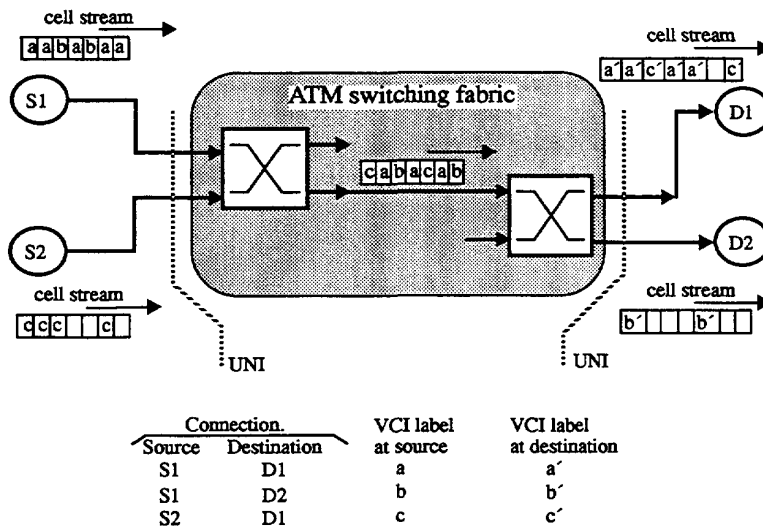 cell stream
a a b a b a a
S1
cell stream
a´ a´ c´ a´ a´ c
D1
ATM switching fabric
c a b a c a b
S2
D2
cell stream
c c c c
cell stream
b´ b´
UNI
UNI
Connection.
Source Destination
VCI label at source
VCI label at destination
S1 D1 a a´
S1 D2 b b´
S2 D1 c c´